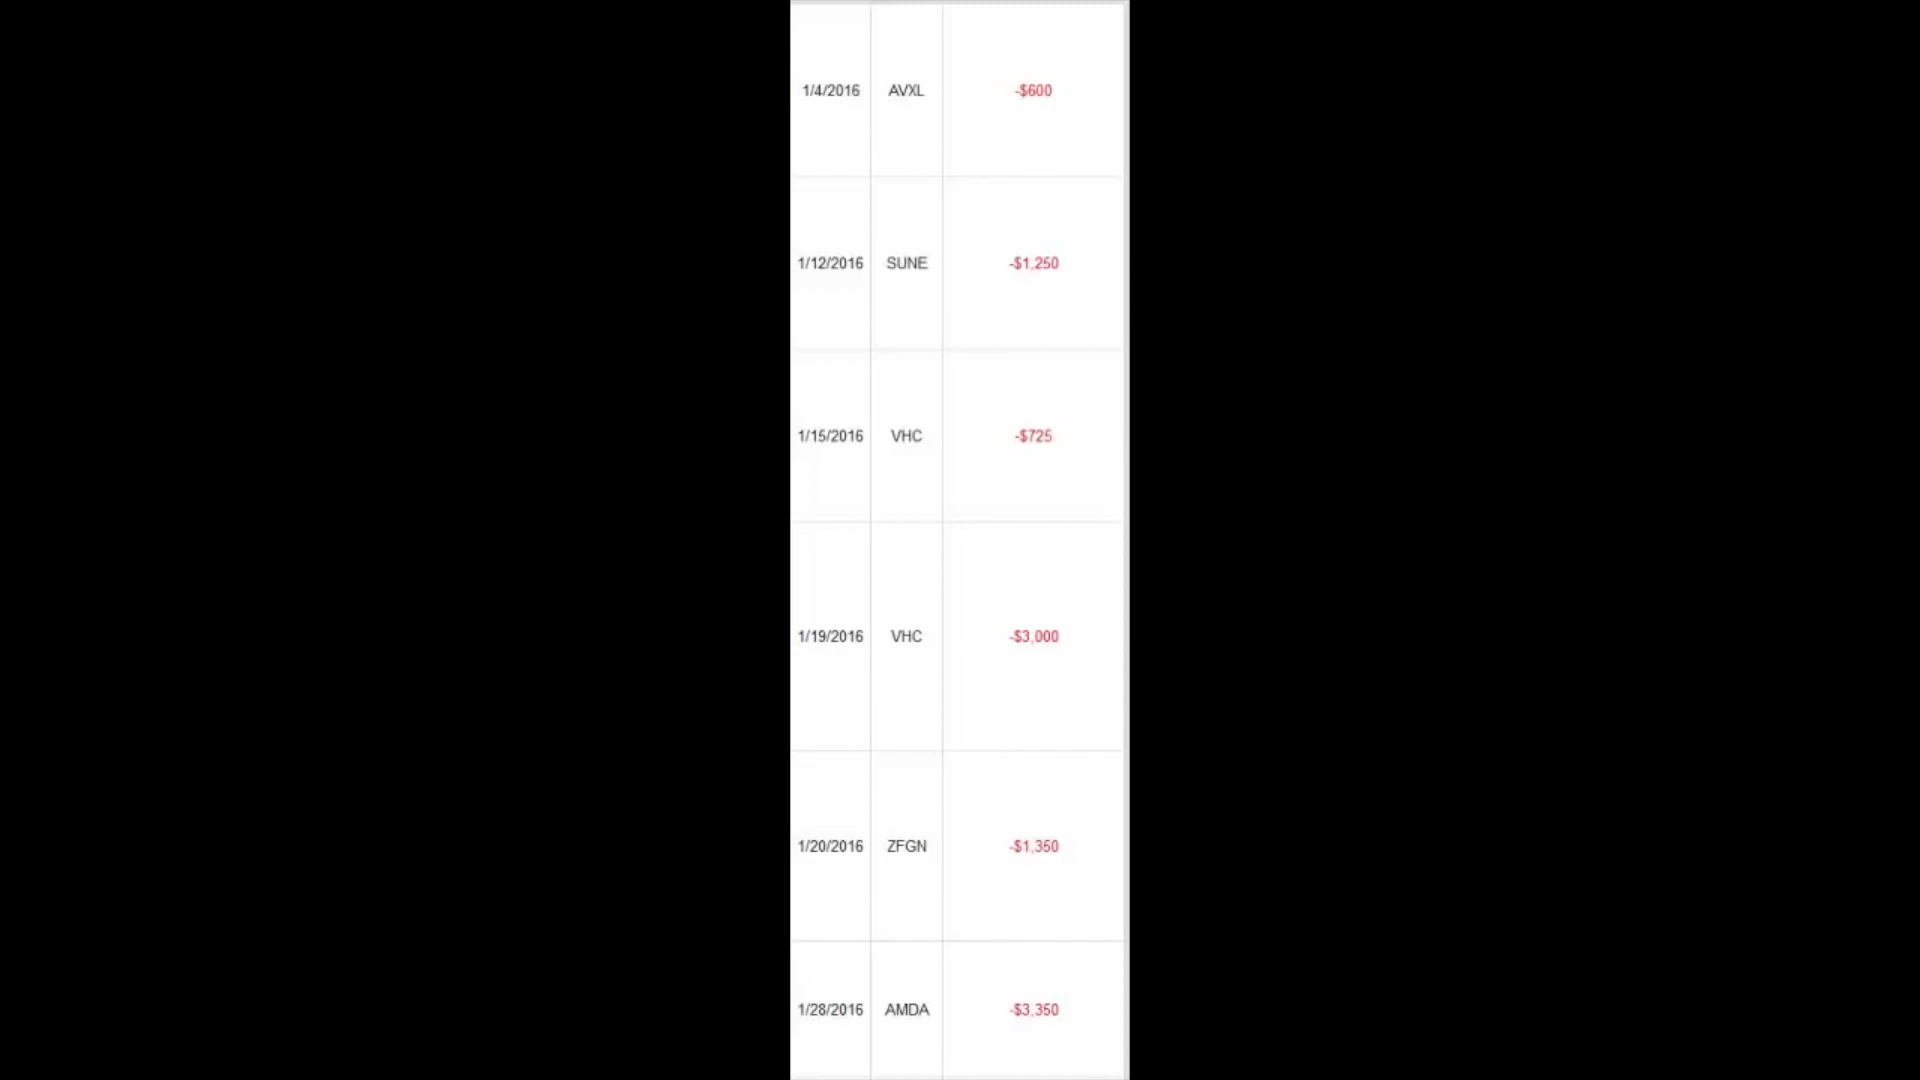 1/4/2016 AVXL -$600
1/12/2016 SUNE -$1,250
1/15/2016 VHC -$725
1/19/2016 VHC -$3,000
1/20/2016 ZFGN -$1,350
1/28/2016 AMDA -$3,350